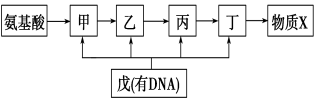 氨基酸 甲 乙 丙 丁 物质X
戊(有DNA)